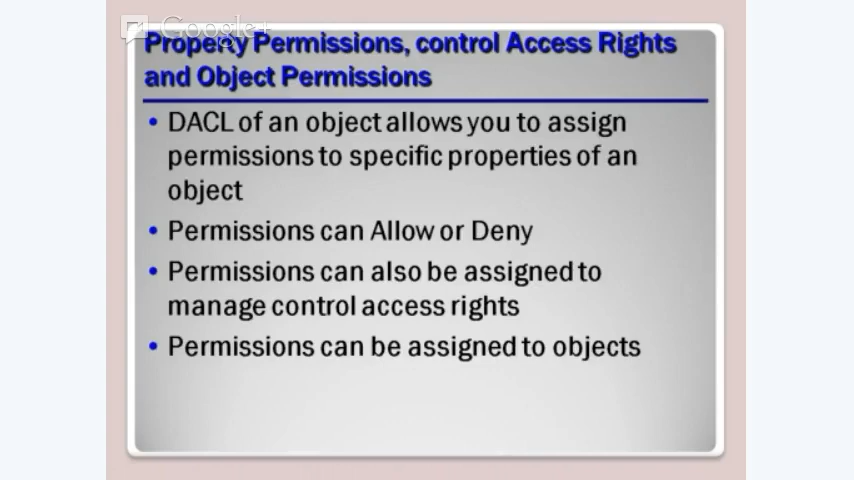 Google+
Property Permissions, control Access Rights
and Object Permissions
• DACL of an object allows you to assign
permissions to specific properties of an
object
• Permissions can Allow or Deny
• Permissions can also be assigned to
manage control access rights
• Permissions can be assigned to objects